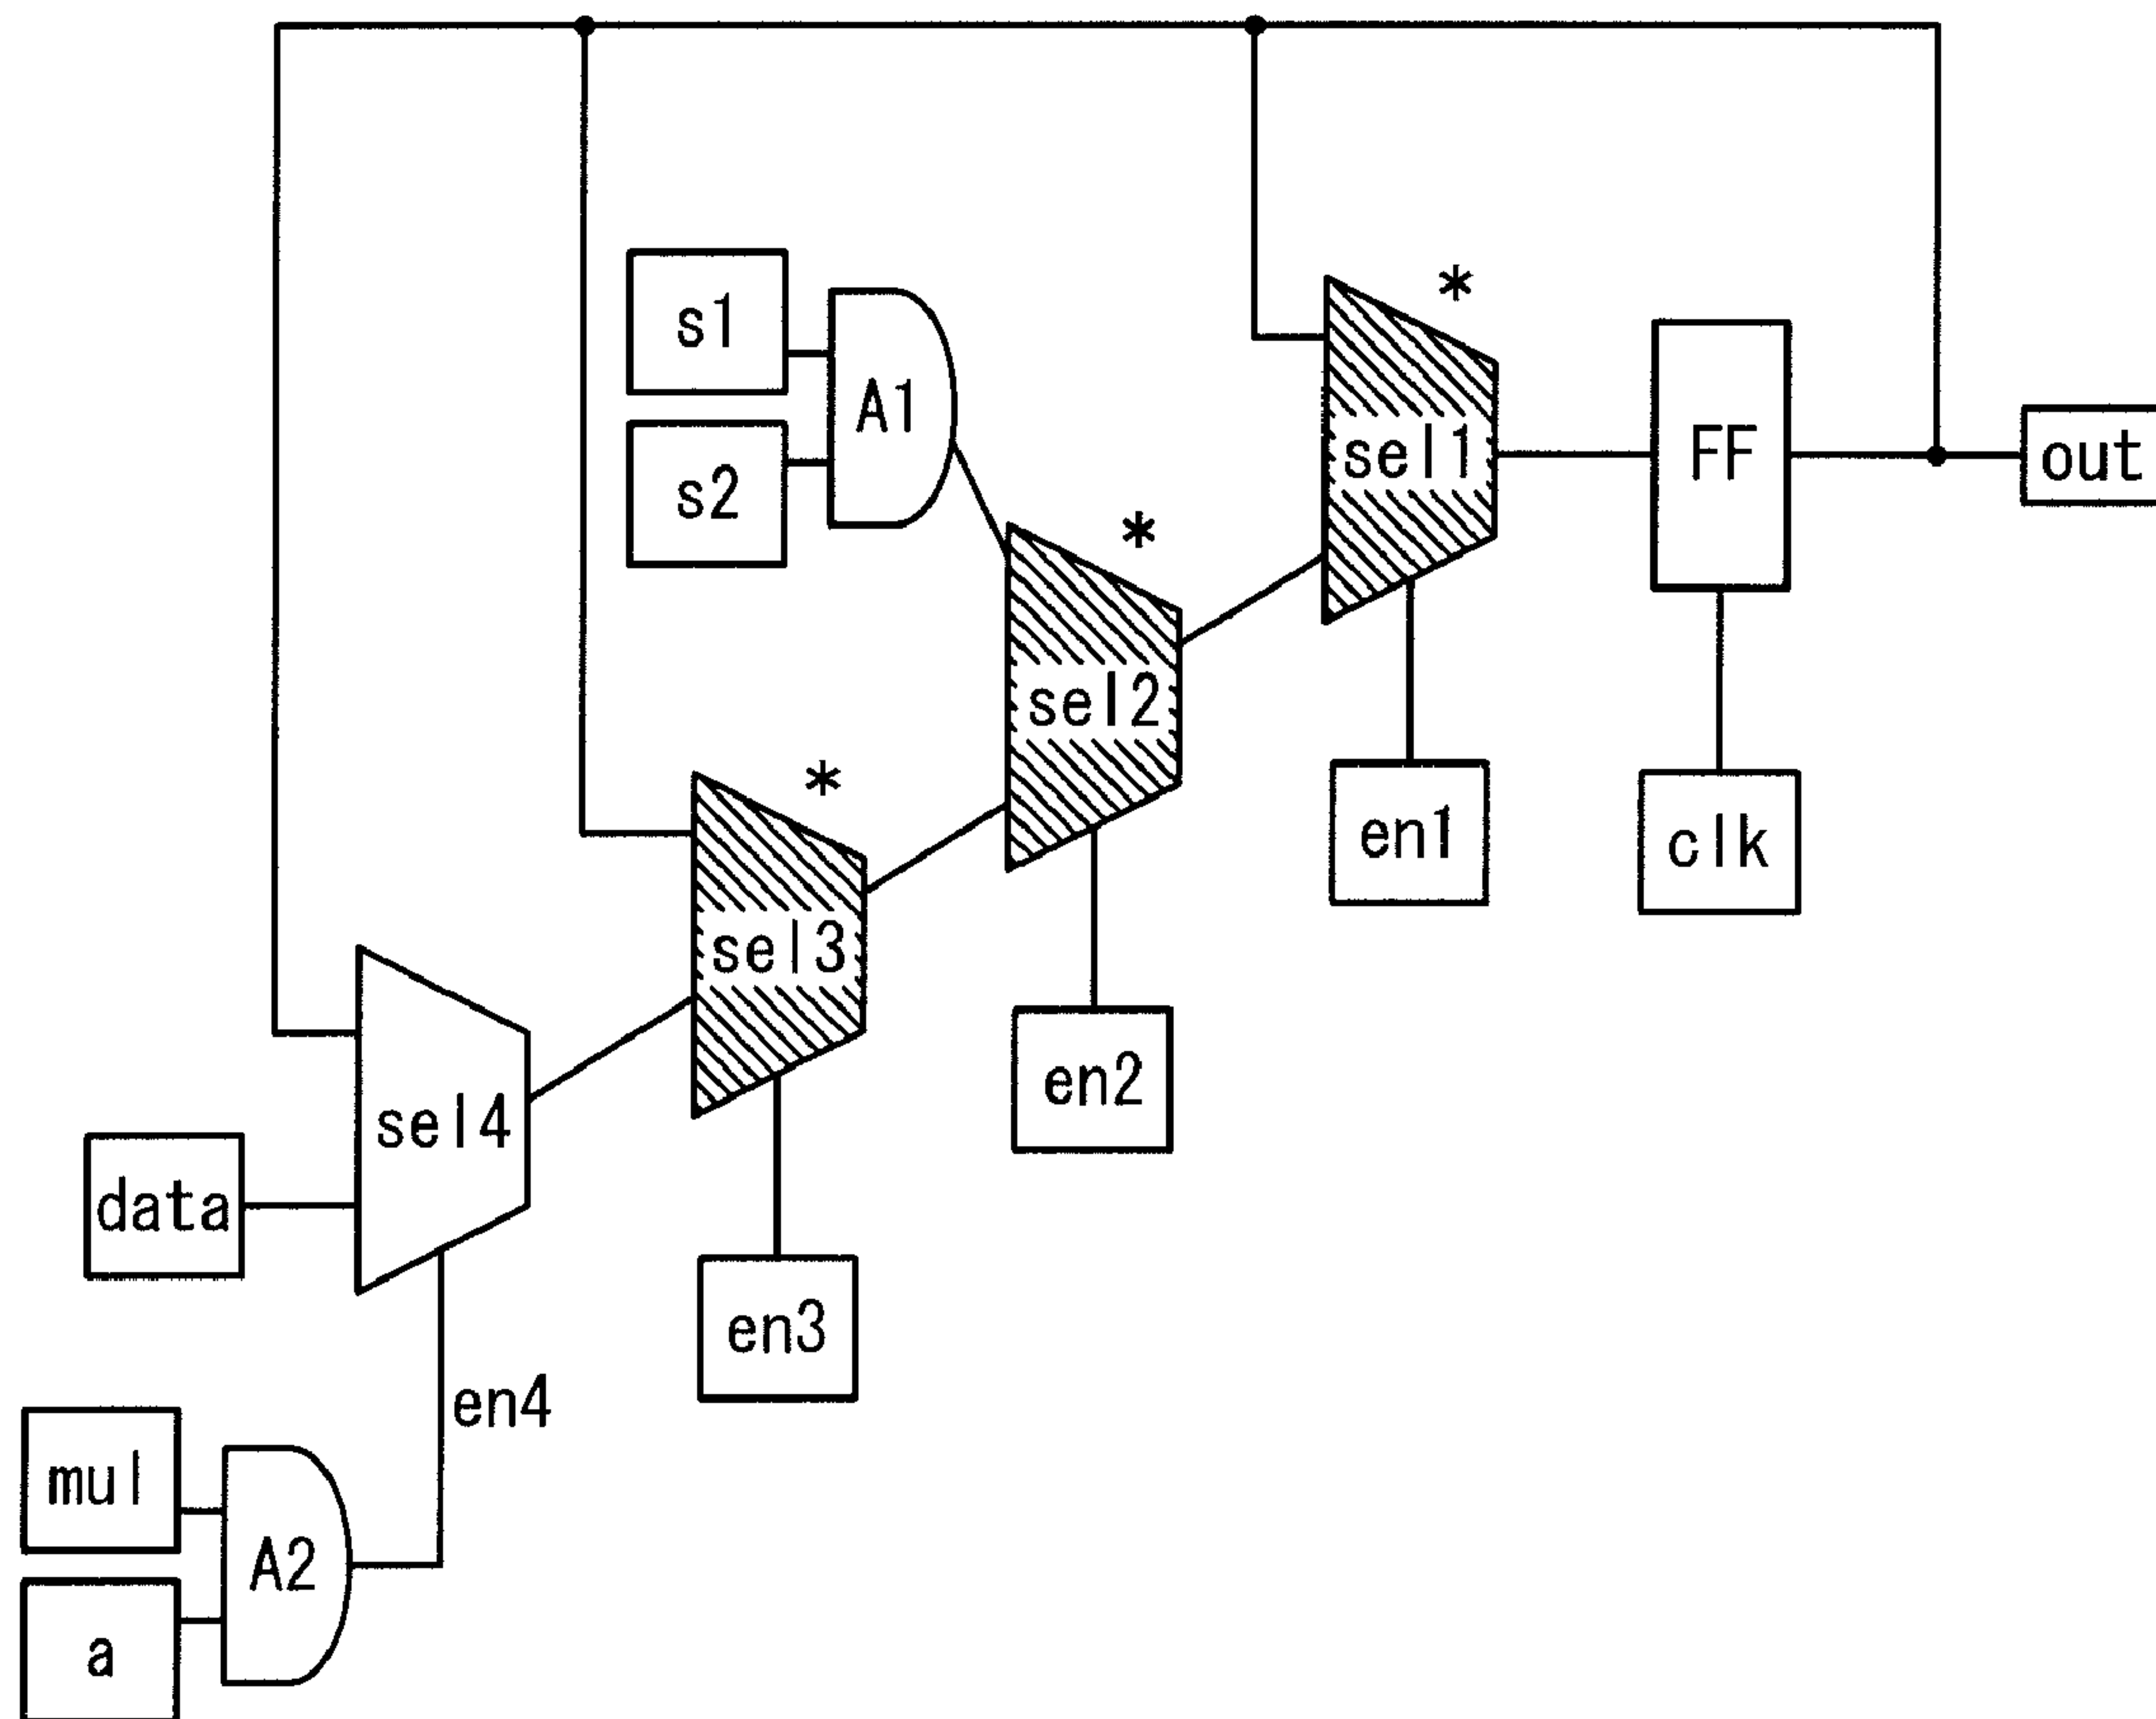 s1
A1
s2
*
sel1
FF
out
*
sel2
en1
clk
*
sel3
en2
sel4
data
en3
en4
mul
A2
a